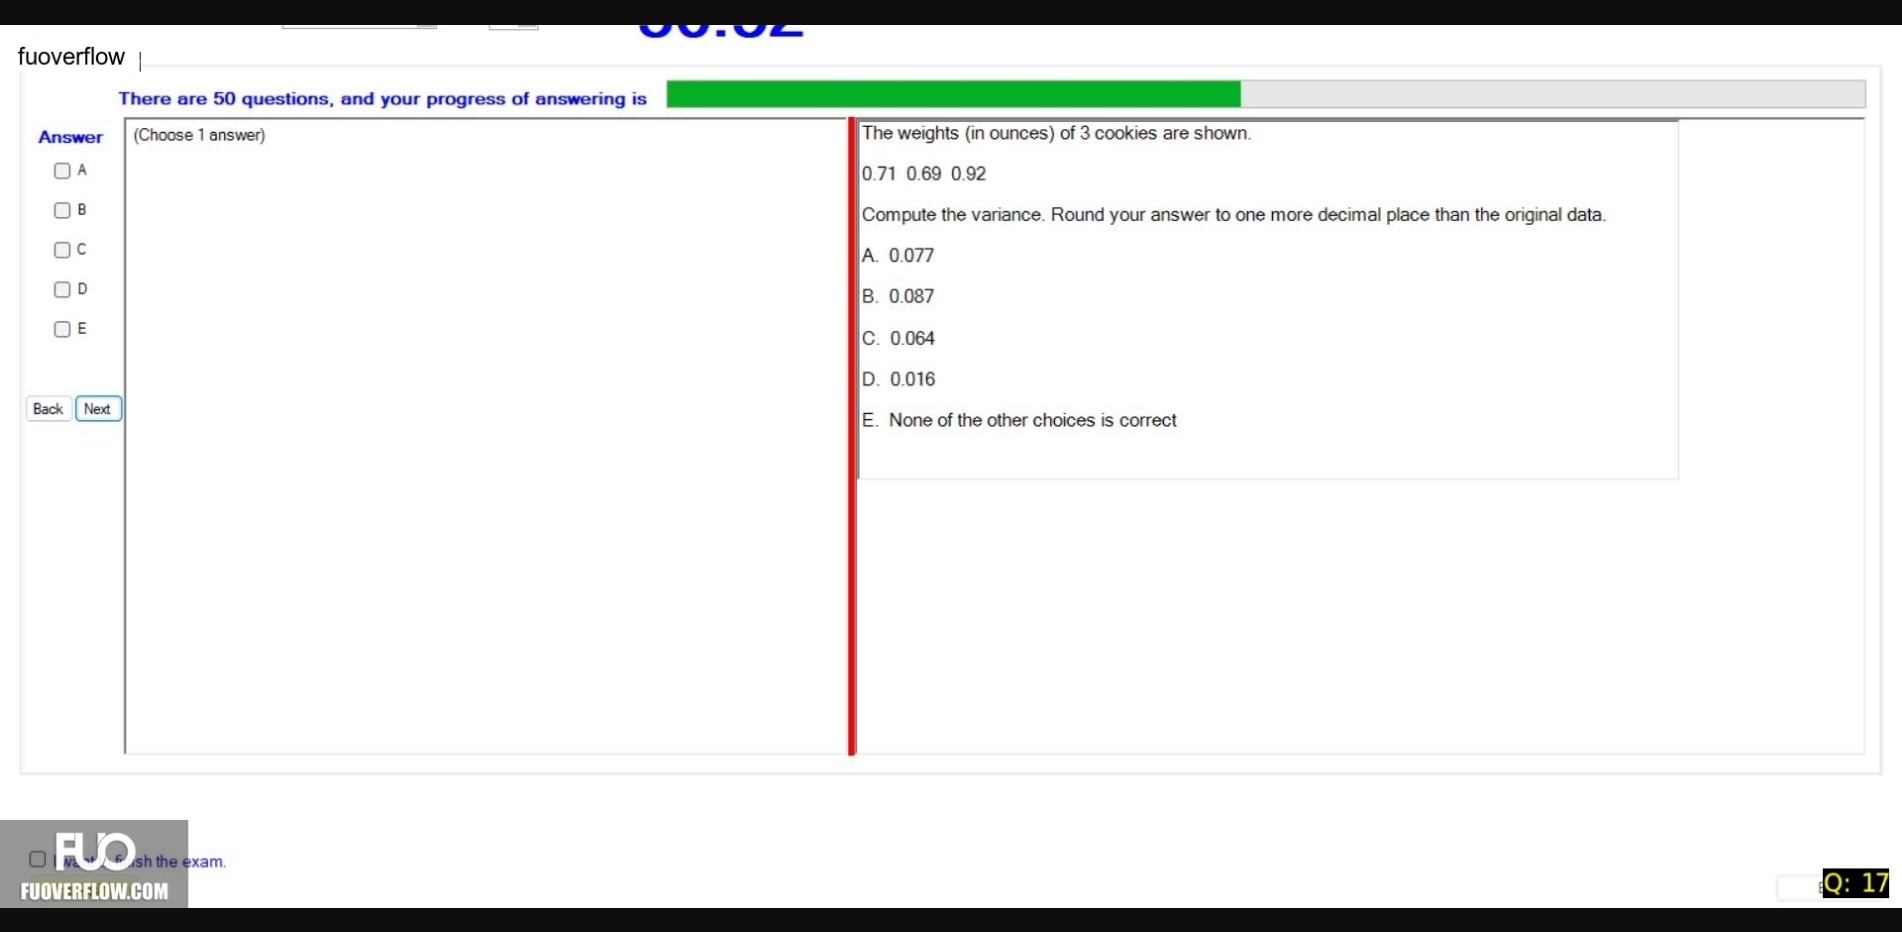 fuoverflow
There are 50 questions, and your progress of answering is
Answer
(Choose 1 answer)
A
B
C
D
E
Back Next
The weights (in ounces) of 3 cookies are shown.
0.71 0.69 0.92
Compute the variance. Round your answer to one more decimal place than the original data.
A. 0.077
B. 0.087
C. 0.064
D. 0.016
E. None of the other choices is correct
FUO
the exam.
FUOVERFLOW.COM
Q: 17